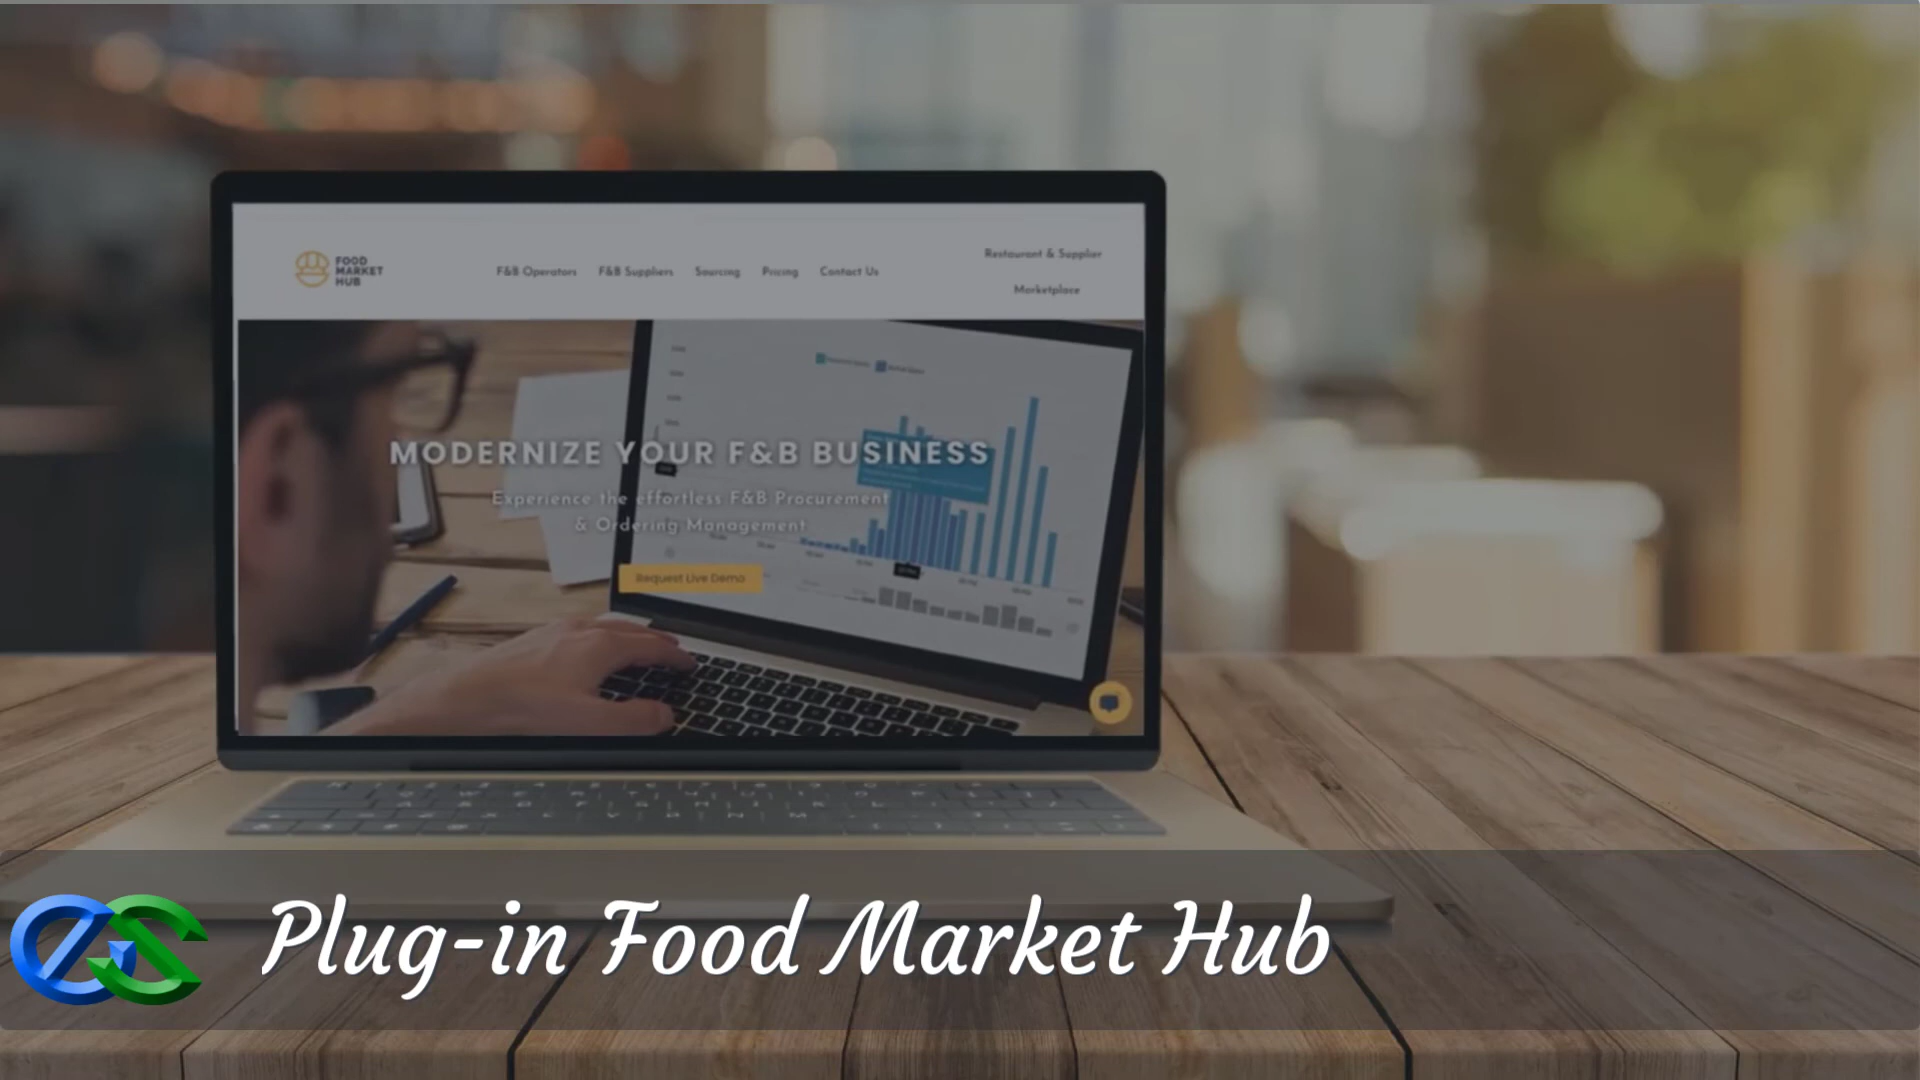 FOOD
MARKET
HUB
F&B Operators F&B Suppliers Sourcing Pricing Contact Us
Restaurant & Supplier
Marketplace
MODERNIZE YOUR F&B BUSINESS
Experience the effortless F&B Procurement
& Ordering Management
Request Live Demo
Plug-in Food Market Hub